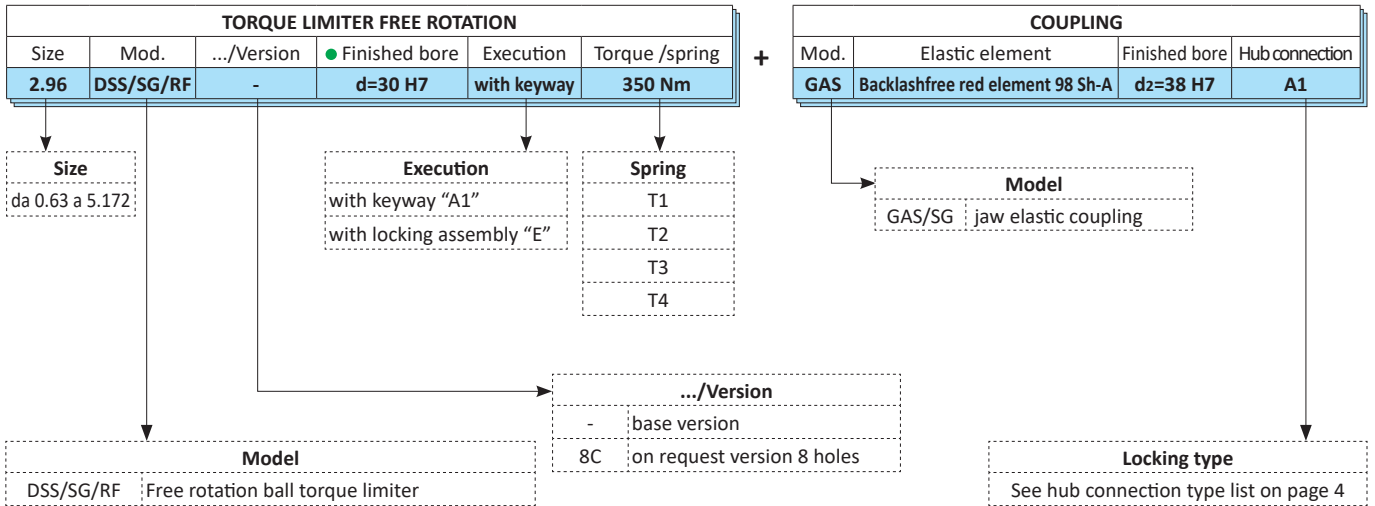 TORQUE LIMITER FREE ROTATION
Size Mod. .../Version Finished bore Execution Torque /spring
2.96 DSS/SG/RF - d=30 H7 with keyway 350 Nm
+
COUPLING
Mod. Elastic element Finished bore Hub connection
GAS Backlashfree red element 98 Sh-A d2=38 H7 A1
Size
da 0.63 a 5.172
Execution
with keyway “A1”
with locking assembly “E”
Spring
T1
T2
T3
T4
Model
GAS/SG jaw elastic coupling
.../Version
- base version
8C on request version 8 holes
Model
DSS/SG/RF Free rotation ball torque limiter
Locking type
See hub connection type list on page 4